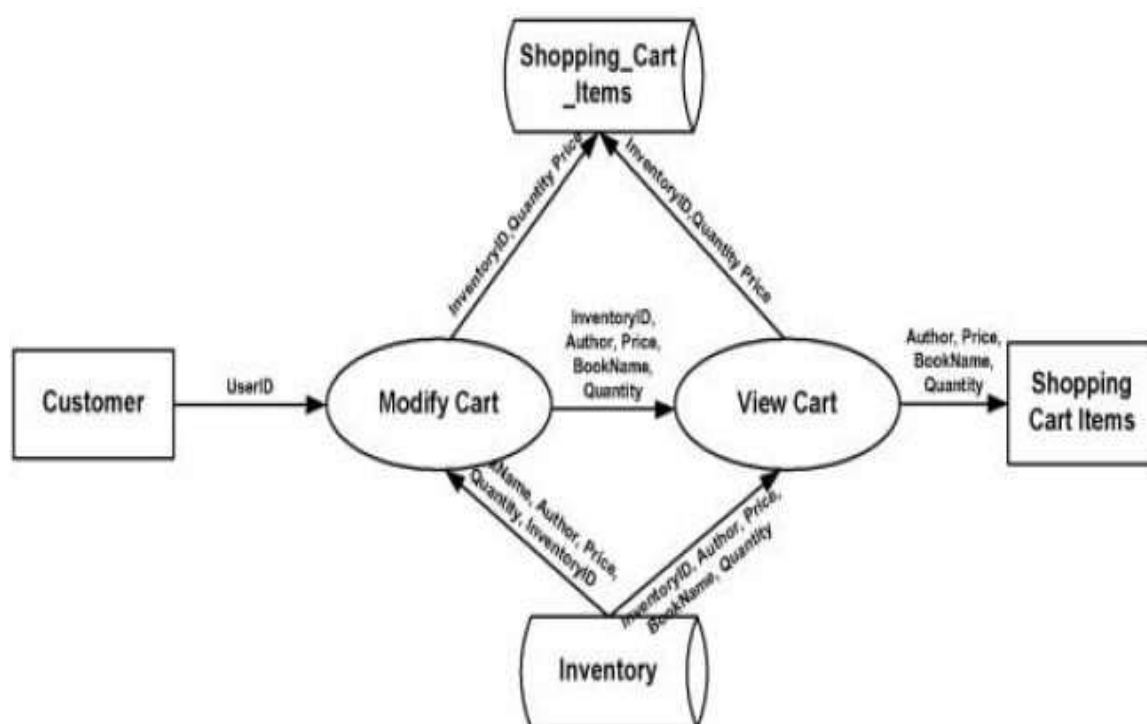 Shopping_Cart
_Items
InventoryID,Quantity Price
InventoryID,Quantity Price
InventoryID,
Author, Price,
BookName,
Quantity
Author, Price,
BookName,
Quantity
Customer
UserID
Modify Cart
View Cart
Shopping
Cart Items
Name, Author, Price,
Quantity, InventoryID
InventoryID, Author, Price,
BookName, Quantity
Inventory